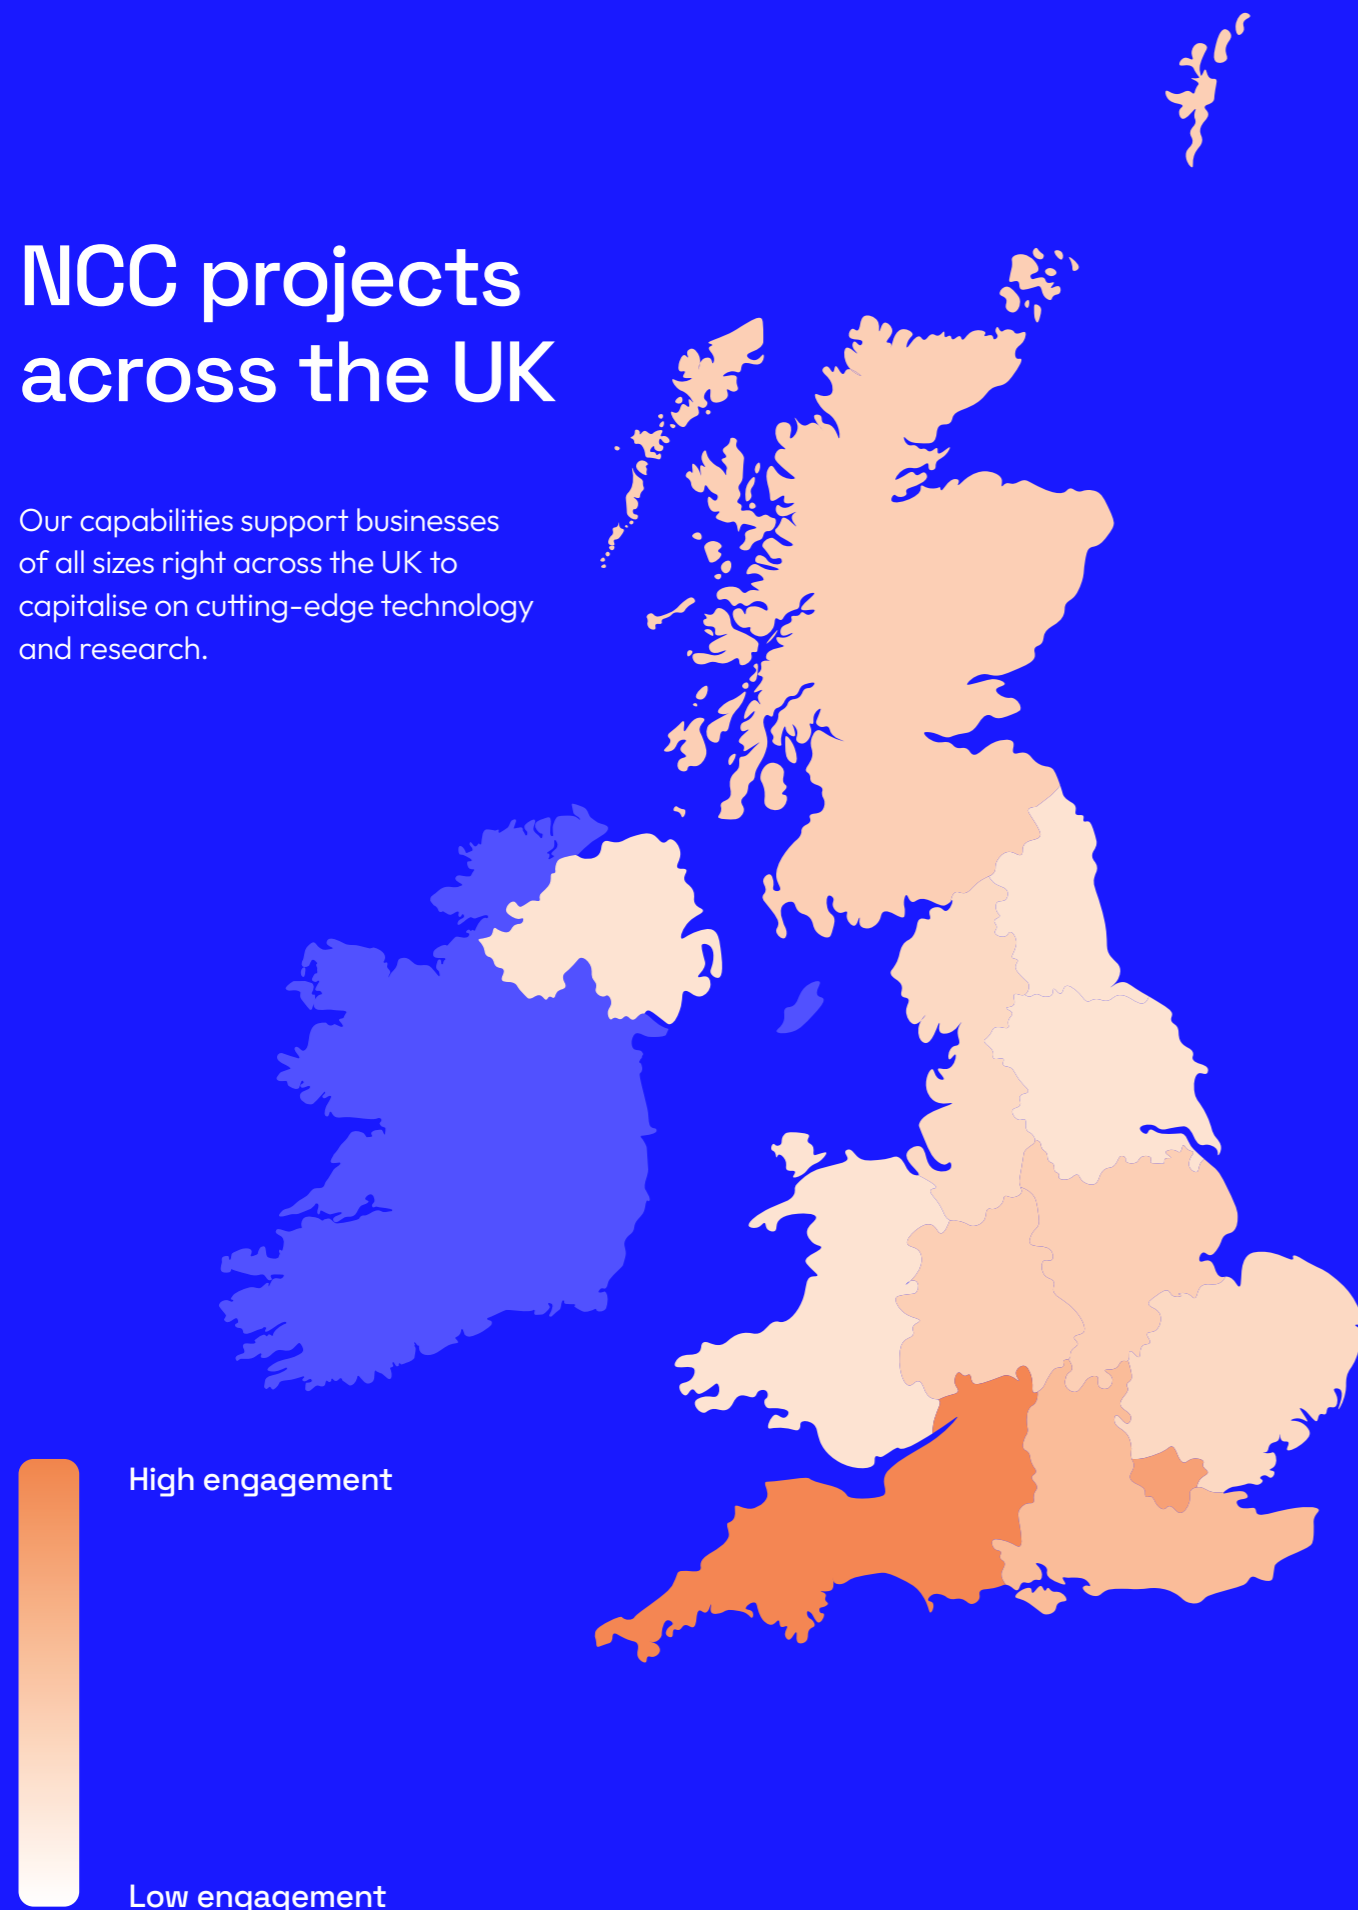 NCC projects
across the UK
Our capabilities support businesses
of all sizes right across the UK to
capitalise on cutting-edge technology
and research.
High engagement
Low engagement